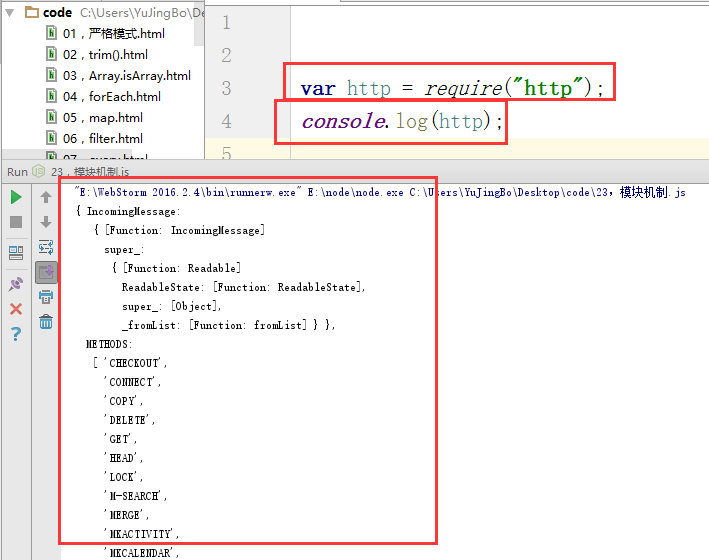 code C:\Users\YuJingBo\De
01，严格模式.html
02，trim().html
03，Array.isArray.html
04，forEach.html
05，map.html
06，filter.html
1
2
3 var http = require("http");
4 console.log(http);
5
Run 23，模块机制.js
"E:\WebStorm 2016.2.4\bin\runnerw.exe" E:\node\node.exe C:\Users\YuJingBo\Desktop\code\23，模块机制.js
{ IncomingMessage:
{ [Function: IncomingMessage]
super_:
{ [Function: Readable]
ReadableState: [Function: ReadableState],
super_: [Object],
_fromList: [Function: fromList] } },
METHODS:
[ 'CHECKOUT',
'CONNECT',
'COPY',
'DELETE',
'GET',
'HEAD',
'LOCK',
'M-SEARCH',
'MERGE',
'MKACTIVITY',
'MKCALENDAR',